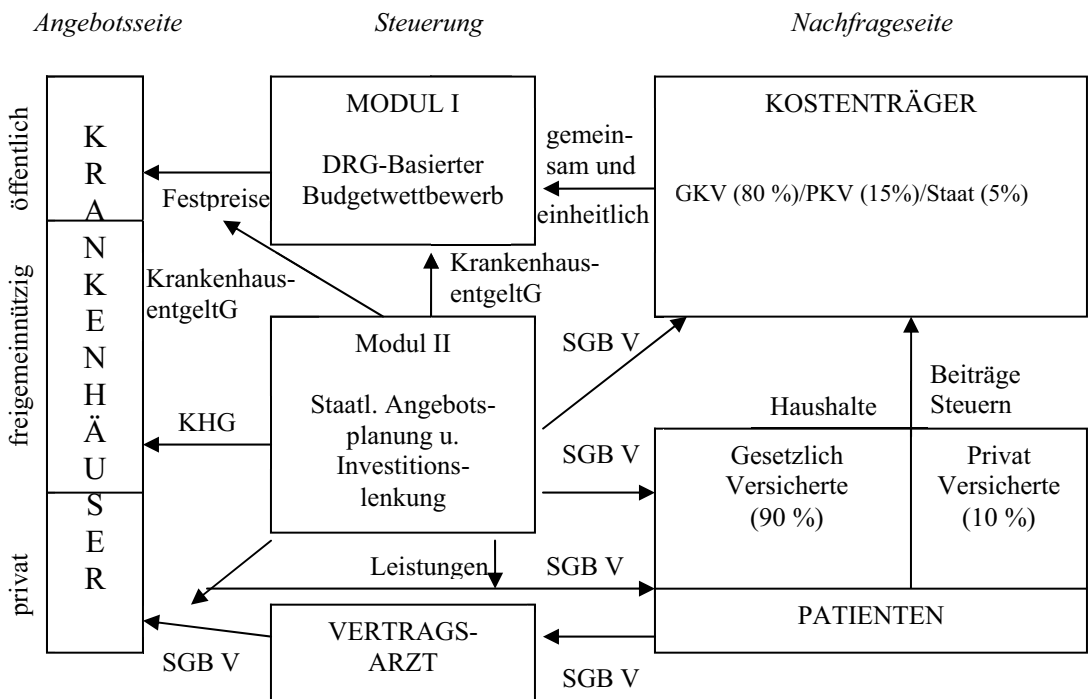 Angebotsseite
Steuerung
Nachfrageseite
öffentlich
freigemeinnützig
privat
KRANKENHÄUSER
MODUL I
DRG-Basierter
Budgetwettbewerb
Festpreise
gemein-
sam und
einheitlich
KOSTENTRÄGER
GKV (80 %)/PKV (15%)/Staat (5%)
Krankenhaus-
entgeltG
Krankenhaus-
entgeltG
Modul II
Staatl. Angebots-
planung u.
Investitions-
lenkung
KHG
SGB V
SGB V
Haushalte
Beiträge
Steuern
Gesetzlich
Versicherte
(90 %)
Privat
Versicherte
(10 %)
Leistungen
SGB V
PATIENTEN
VERTRAGS-
ARZT
SGB V
SGB V